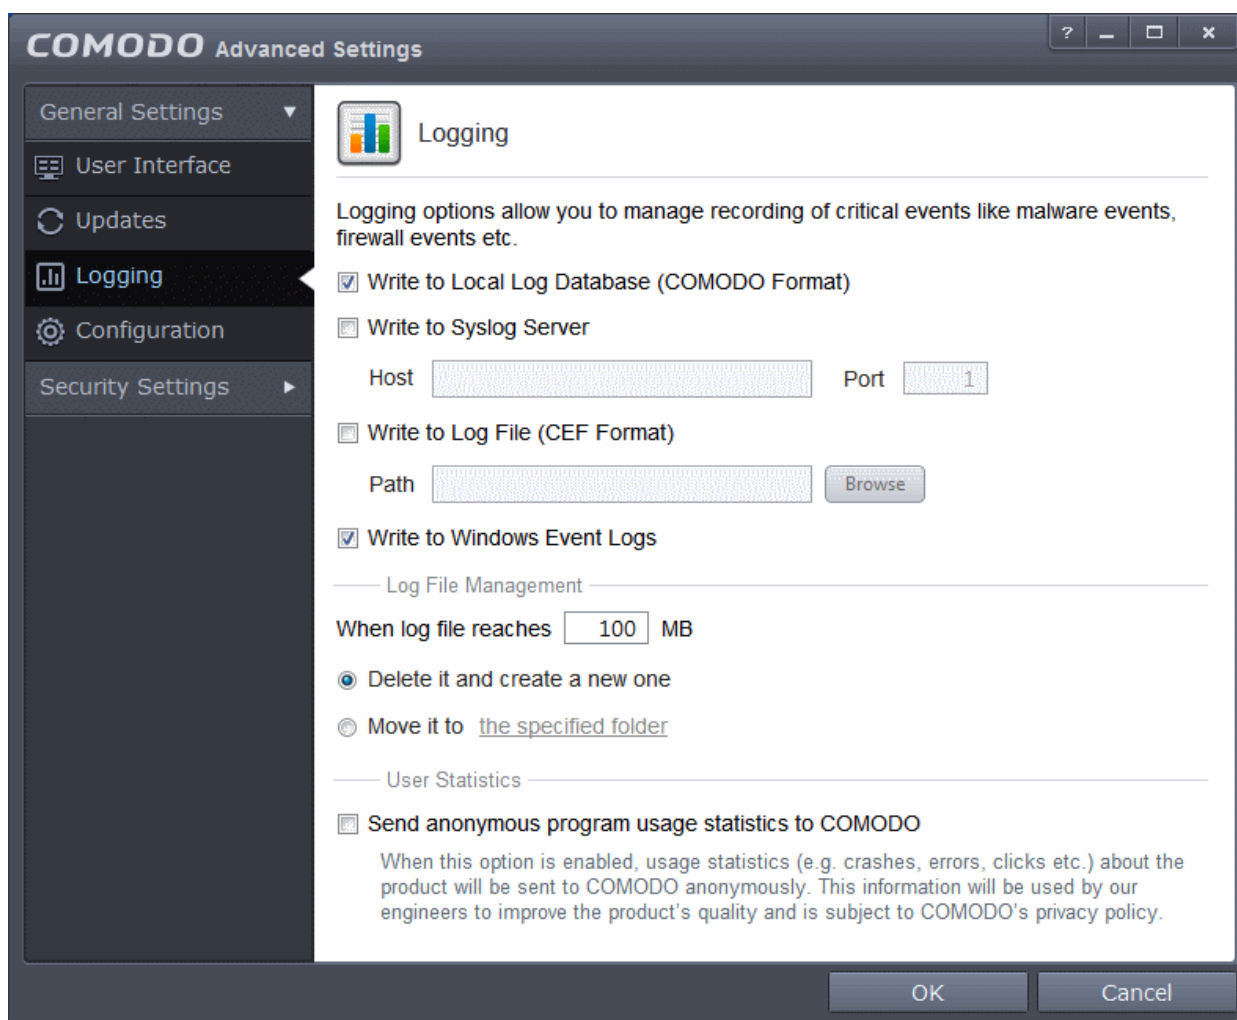 COMODO Advanced Settings
?
General Settings
User Interface
Updates
Logging
Configuration
Security Settings
Logging
Logging options allow you to manage recording of critical events like malware events,
firewall events etc.
Write to Local Log Database (COMODO Format)
Write to Syslog Server
Host
Port 1
Write to Log File (CEF Format)
Path
Browse
Write to Windows Event Logs
Log File Management
When log file reaches 100 MB
Delete it and create a new one
Move it to the specified folder
User Statistics
Send anonymous program usage statistics to COMODO
When this option is enabled, usage statistics (e.g. crashes, errors, clicks etc.) about the
product will be sent to COMODO anonymously. This information will be used by our
engineers to improve the product's quality and is subject to COMODO's privacy policy.
OK
Cancel